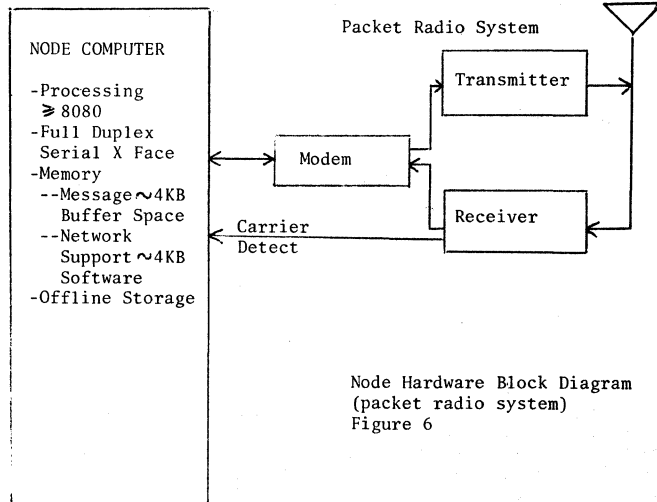 Packet Radio System
NODE COMPUTER
-Processing
≥ 8080
-Full Duplex
Serial X Face
-Memory
--Message ~4KB
Buffer Space
--Network
Support ~4KB
Software
-Offline Storage
Transmitter
Modem
Receiver
Carrier
Detect
Node Hardware Block Diagram
(packet radio system)
Figure 6